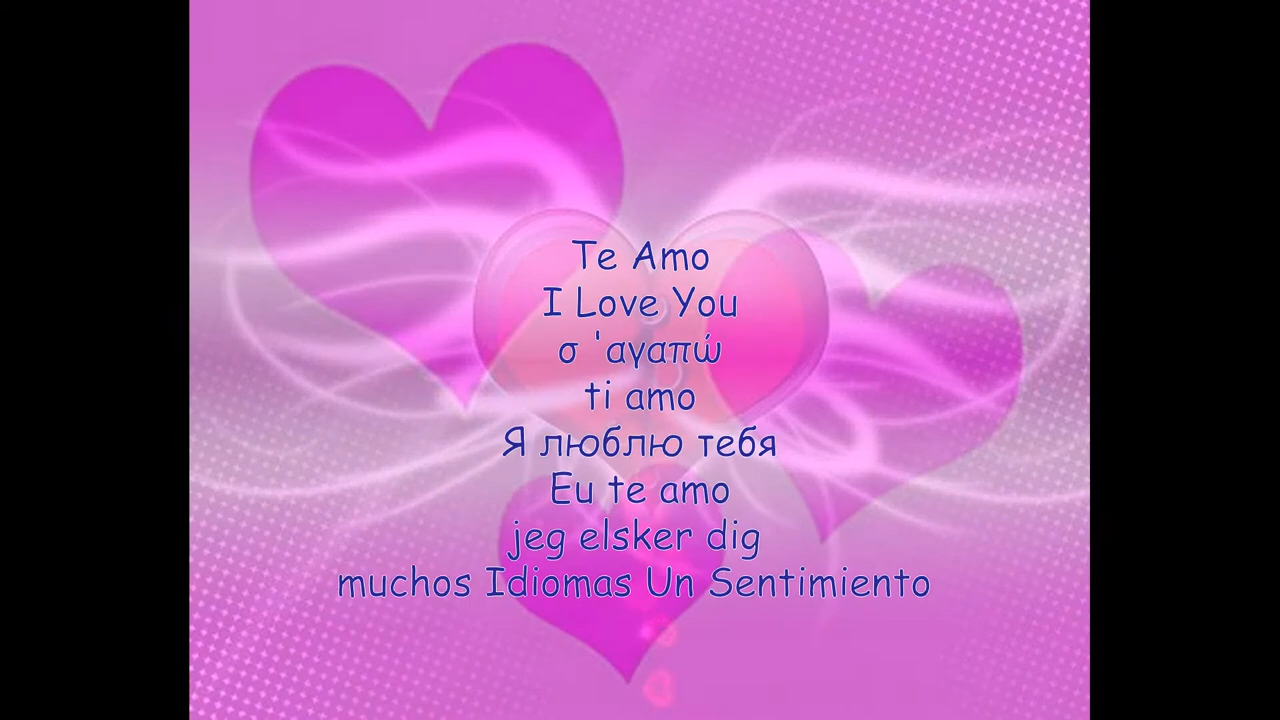 Te Amo
I Love You
σ 'αγαπώ
ti amo
Я люблю тебя
Eu te amo
jeg elsker dig
muchos Idiomas Un Sentimiento